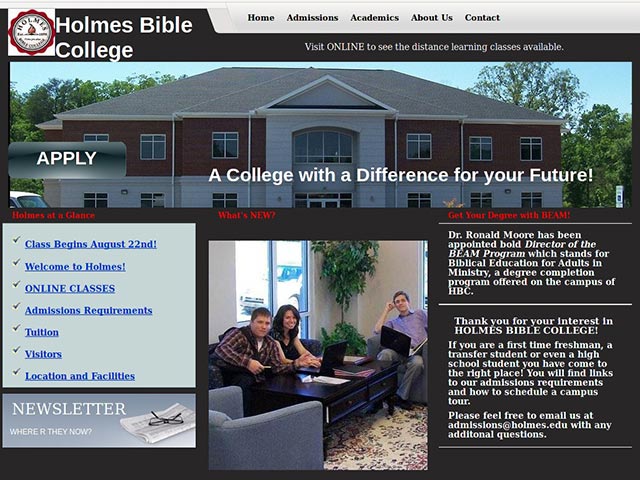 HOLMES
BIBLE COLLEGE
Holmes Bible
College
Home Admissions Academics About Us Contact
Visit ONLINE to see the distance learning classes available.
APPLY
A College with a Difference for your Future!
Holmes at a Glance
Class Begins August 22nd!
Welcome to Holmes!
ONLINE CLASSES
Admissions Requirements
Tuition
Visitors
Location and Facilities
NEWSLETTER
WHERE R THEY NOW?
What's NEW?
Get Your Degree with BEAM!
Dr. Ronald Moore has been
appointed bold Director of the
BEAM Program which stands for
Biblical Education for Adults in
Ministry, a degree completion
program offered on the campus of
HBC.
Thank you for your interest in
HOLMES BIBLE COLLEGE!
If you are a first time freshman, a
transfer student or even a high
school student you have come to
the right place! You will find links
to our admissions requirements
and how to schedule a campus
tour.
Please feel free to email us at
admissions@holmes.edu with any
additonal questions.